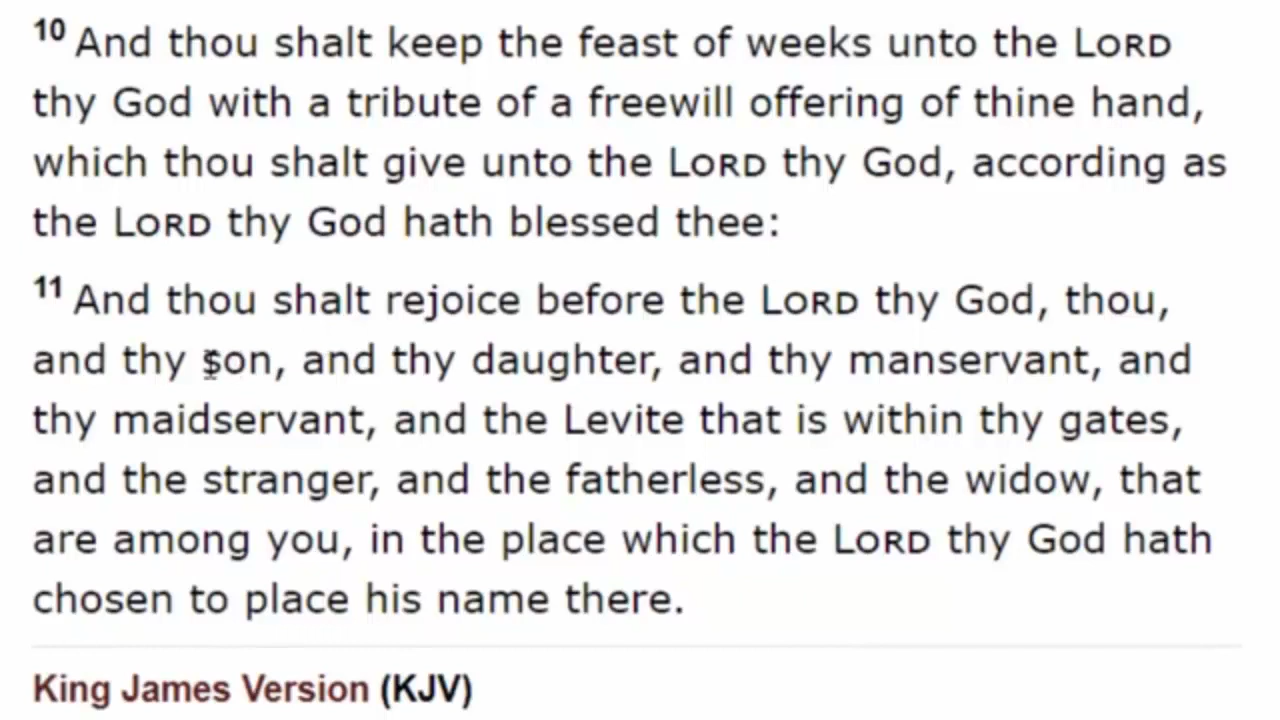 10 And thou shalt keep the feast of weeks unto the LORD
thy God with a tribute of a freewill offering of thine hand,
which thou shalt give unto the LORD thy God, according as
the LORD thy God hath blessed thee:
11 And thou shalt rejoice before the LORD thy God, thou,
and thy son, and thy daughter, and thy manservant, and
thy maidservant, and the Levite that is within thy gates,
and the stranger, and the fatherless, and the widow, that
are among you, in the place which the LORD thy God hath
chosen to place his name there.
King James Version (KJV)